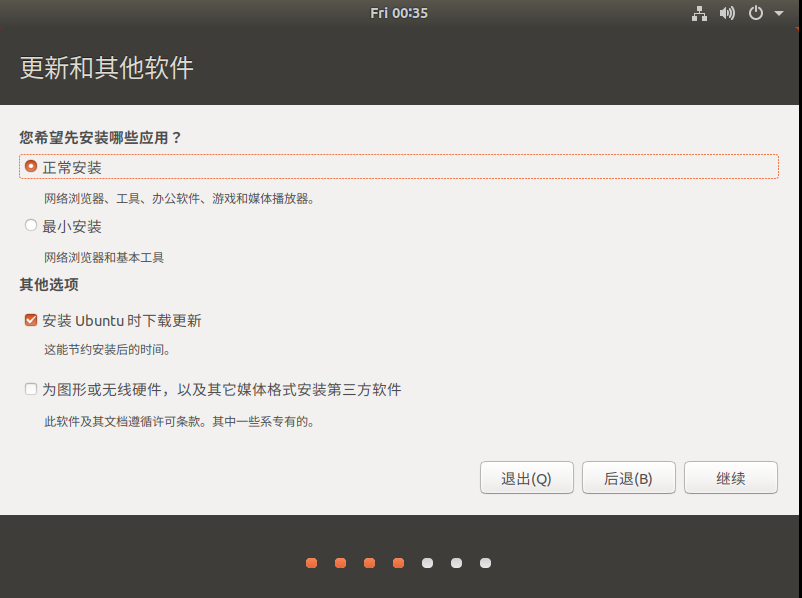 Fri 00:35
更新和其他软件
您希望先安装哪些应用？
正常安装
网络浏览器、工具、办公软件、游戏和媒体播放器。
最小安装
网络浏览器和基本工具
其他选项
安装 Ubuntu 时下载更新
这能节约安装后的时间。
为图形或无线硬件，以及其它媒体格式安装第三方软件
此软件及其文档遵循许可条款。其中一些系专有的。
退出(Q) 后退(B) 继续